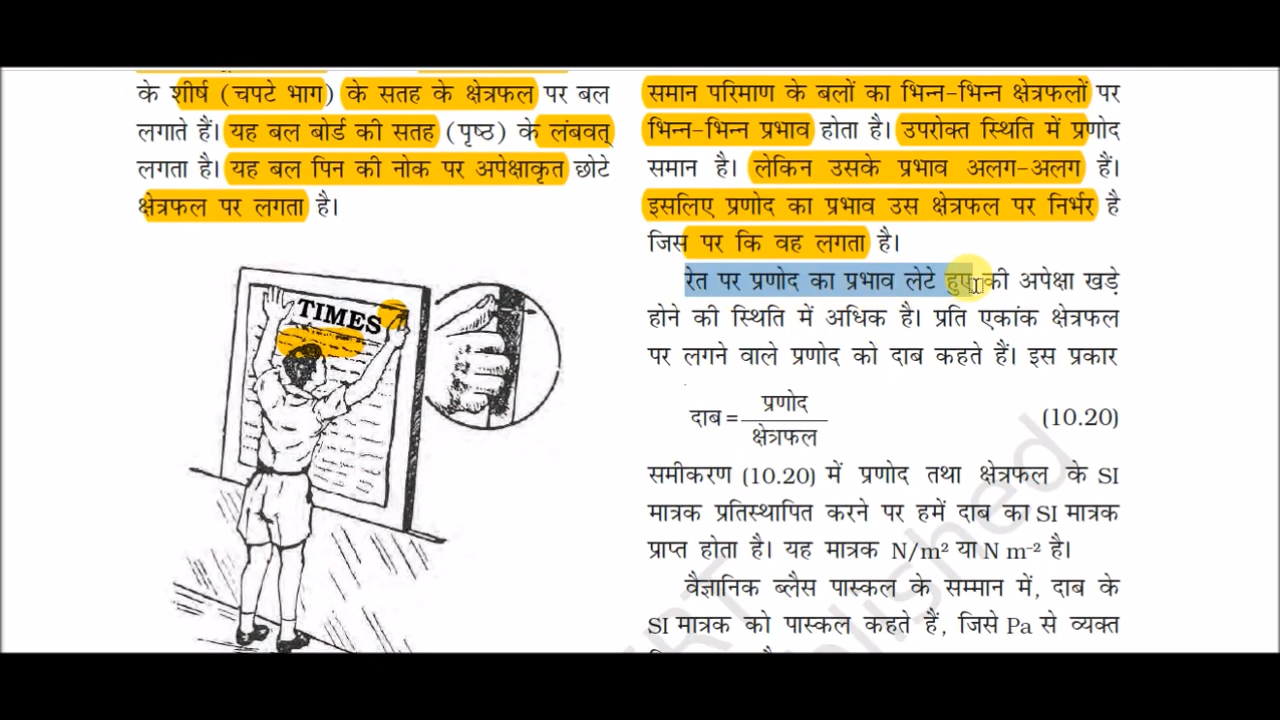 के शीर्ष (चपटे भाग) के सतह के क्षेत्रफल पर बल
लगाते हैं। यह बल बोर्ड की सतह (पृष्ठ) के लंबवत्
लगता है। यह बल पिन की नोक पर अपेक्षाकृत छोटे
क्षेत्रफल पर लगता है।
TIMES
समान परिमाण के बलों का भिन्न-भिन्न क्षेत्रफलों पर
भिन्न-भिन्न प्रभाव होता है। उपरोक्त स्थिति में प्रणोद
समान है। लेकिन उसके प्रभाव अलग-अलग हैं।
इसलिए प्रणोद का प्रभाव उस क्षेत्रफल पर निर्भर है
जिस पर कि वह लगता है।
रेत पर प्रणोद का प्रभाव लेटे हुए की अपेक्षा खड़े
होने की स्थिति में अधिक है। प्रति एकांक क्षेत्रफल
पर लगने वाले प्रणोद को दाब कहते हैं। इस प्रकार
दाब = प्रणोद / क्षेत्रफल (10.20)
समीकरण (10.20) में प्रणोद तथा क्षेत्रफल के SI
मात्रक प्रतिस्थापित करने पर हमें दाब का SI मात्रक
प्राप्त होता है। यह मात्रक N/m² या N m⁻² है।
वैज्ञानिक ब्लैस पास्कल के सम्मान में, दाब के
SI मात्रक को पास्कल कहते हैं, जिसे Pa से व्यक्त